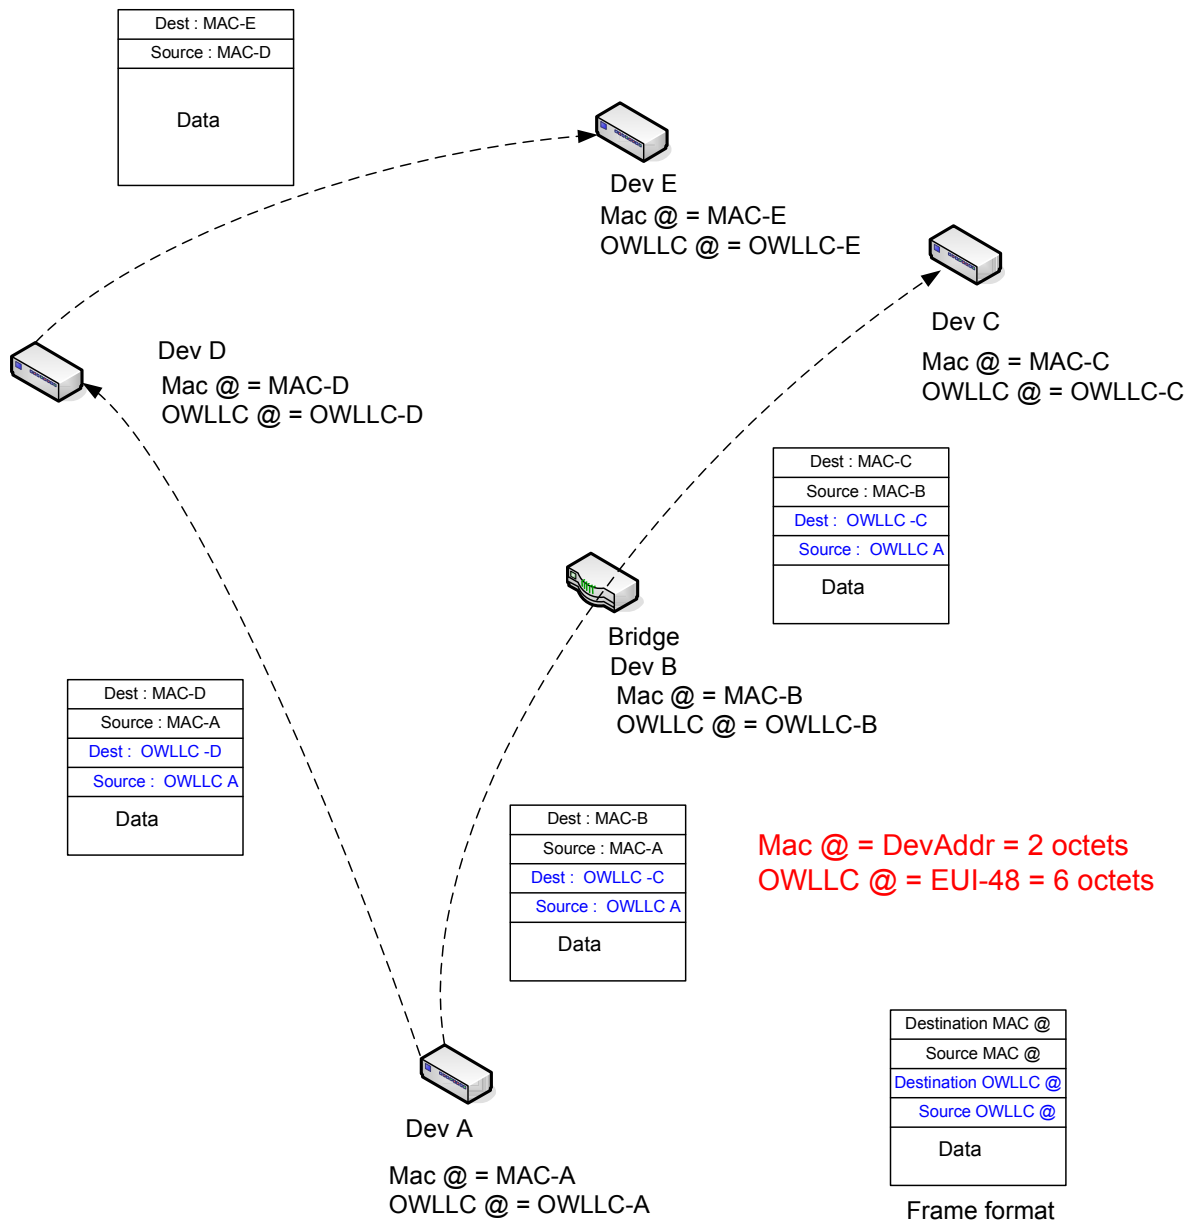 Dest : MAC-E
Source : MAC-D
Data
Dev E
Mac @ = MAC-E
OWLLC @ = OWLLC-E
Dev C
Mac @ = MAC-C
OWLLC @ = OWLLC-C
Dev D
Mac @ = MAC-D
OWLLC @ = OWLLC-D
Dest : MAC-C
Source : MAC-B
Dest :  OWLLC -C
Source :  OWLLC A
Data
Bridge
Dev B
Mac @ = MAC-B
OWLLC @ = OWLLC-B
Dest : MAC-D
Source : MAC-A
Dest :  OWLLC -D
Source :  OWLLC A
Data
Dest : MAC-B
Source : MAC-A
Dest :  OWLLC -C
Source :  OWLLC A
Data
Mac @ = DevAddr = 2 octets
OWLLC @ = EUI-48 = 6 octets
Dev A
Mac @ = MAC-A
OWLLC @ = OWLLC-A
Destination MAC @
Source MAC @
Destination OWLLC @
Source OWLLC @
Data
Frame format